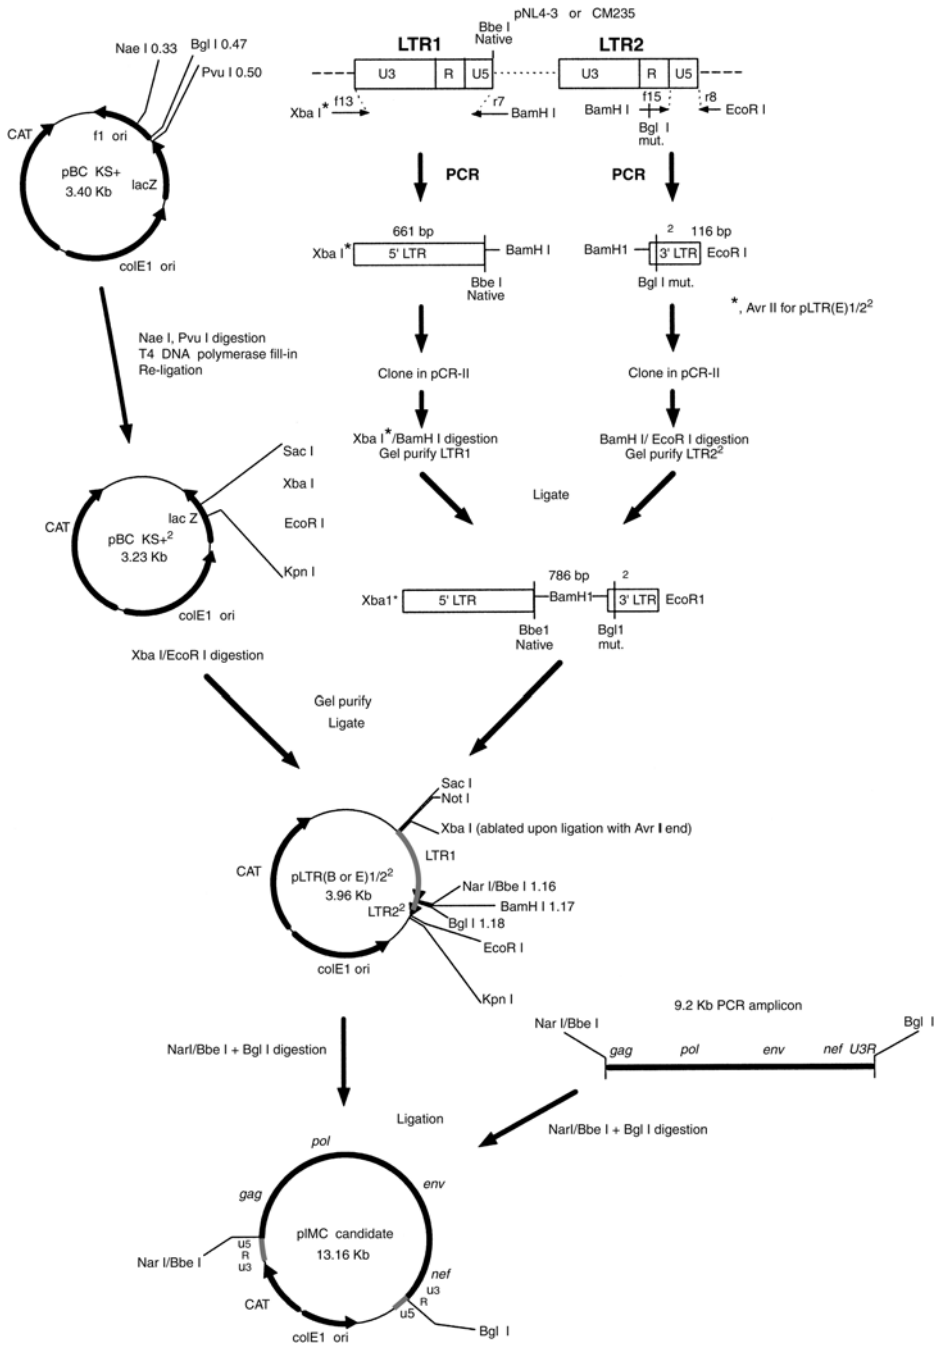 pNL4-3 or CM235
Bbe I
Native
LTR1
LTR2
Nae I 0.33
Bgl I 0.47
Pvu I 0.50
U3 R U5
U3 R U5
f13
r7
f15
r8
Xba I*
BamH I
BamH I
EcoR I
Bgl I
mut.
CAT
f1 ori
pBC KS+
3.40 Kb
lacZ
colE1 ori
PCR
PCR
661 bp
2
116 bp
Xba I*
5' LTR
BamH I
BamH1
3' LTR
EcoR I
Bbe I
Native
Bgl I mut.
*, Avr II for pLTR(E)1/2²
Nae I, Pvu I digestion
T4 DNA polymerase fill-in
Re-ligation
Clone in pCR-II
Clone in pCR-II
Xba I*/BamH I digestion
Gel purify LTR1
BamH I/ EcoR I digestion
Gel purify LTR2²
Ligate
Sac I
Xba I
EcoR I
Kpn I
CAT
lac Z
pBC KS+²
3.23 Kb
colE1 ori
786 bp
2
Xba1*
5' LTR
BamH1
3' LTR
EcoR1
Bbe1
Native
Bgl1
mut.
Xba I/EcoR I digestion
Gel purify
Ligate
Sac I
Not I
Xba I (ablated upon ligation with Avr I end)
LTR1
CAT
pLTR(B or E)1/2²
3.96 Kb
Nar I/Bbe I 1.16
BamH I 1.17
LTR2²
Bgl I 1.18
EcoR I
colE1 ori
Kpn I
9.2 Kb PCR amplicon
Nar I/Bbe I
Bgl I
gag pol env nef U3R
NarI/Bbe I + Bgl I digestion
Ligation
NarI/Bbe I + Bgl I digestion
pol
gag
env
pIMC candidate
13.16 Kb
u5
R
u3
Nar I/Bbe I
nef
u3
R
u5
CAT
colE1 ori
Bgl I